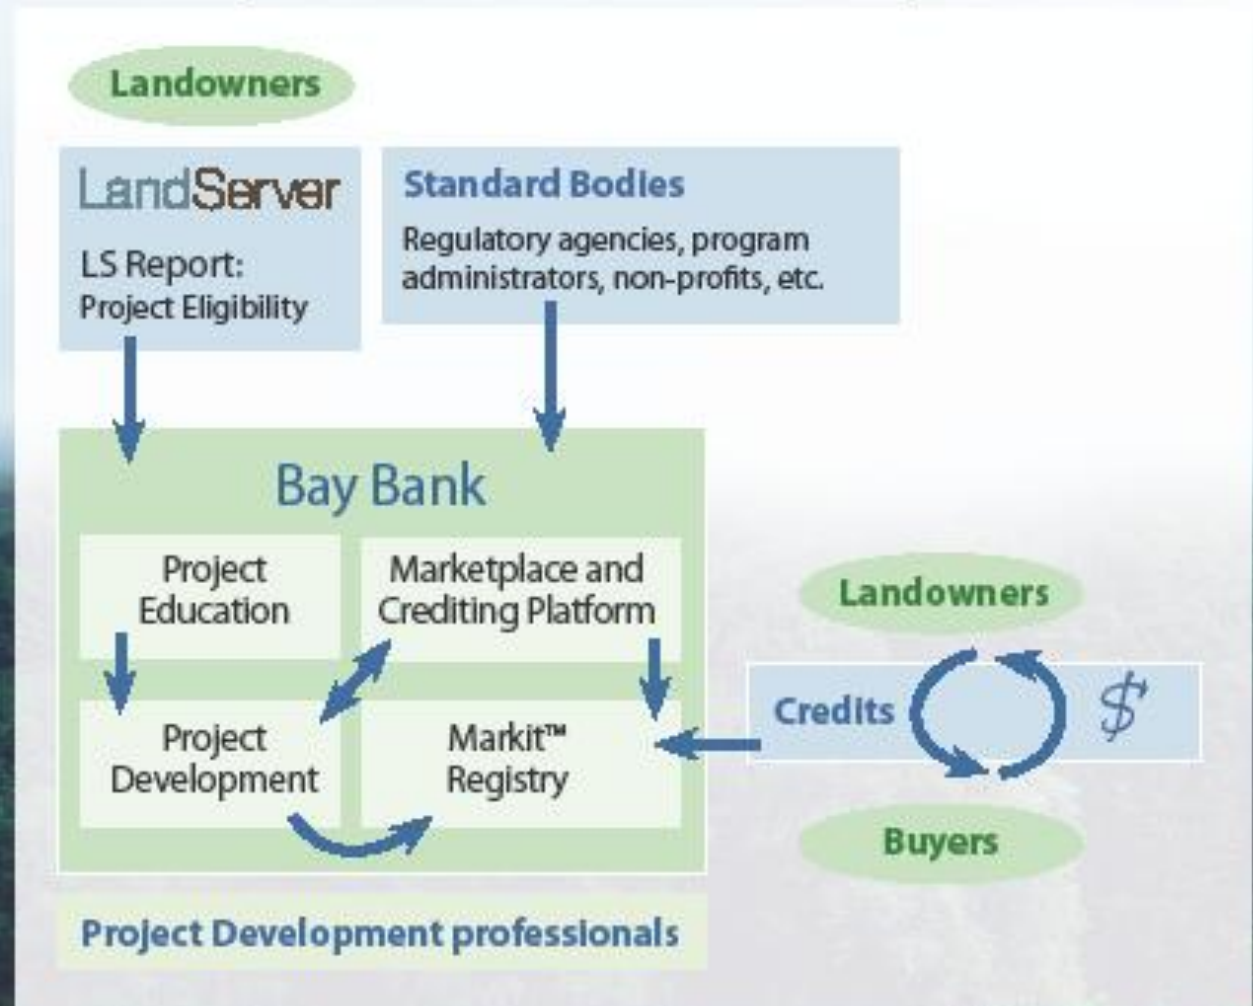 Landowners
LandServer
LS Report:
Project Eligibility
Standard Bodies
Regulatory agencies, program
administrators, non-profits, etc.
Bay Bank
Project
Education
Marketplace and
Crediting Platform
Project
Development
Markit™
Registry
Landowners
Credits
$
Buyers
Project Development professionals